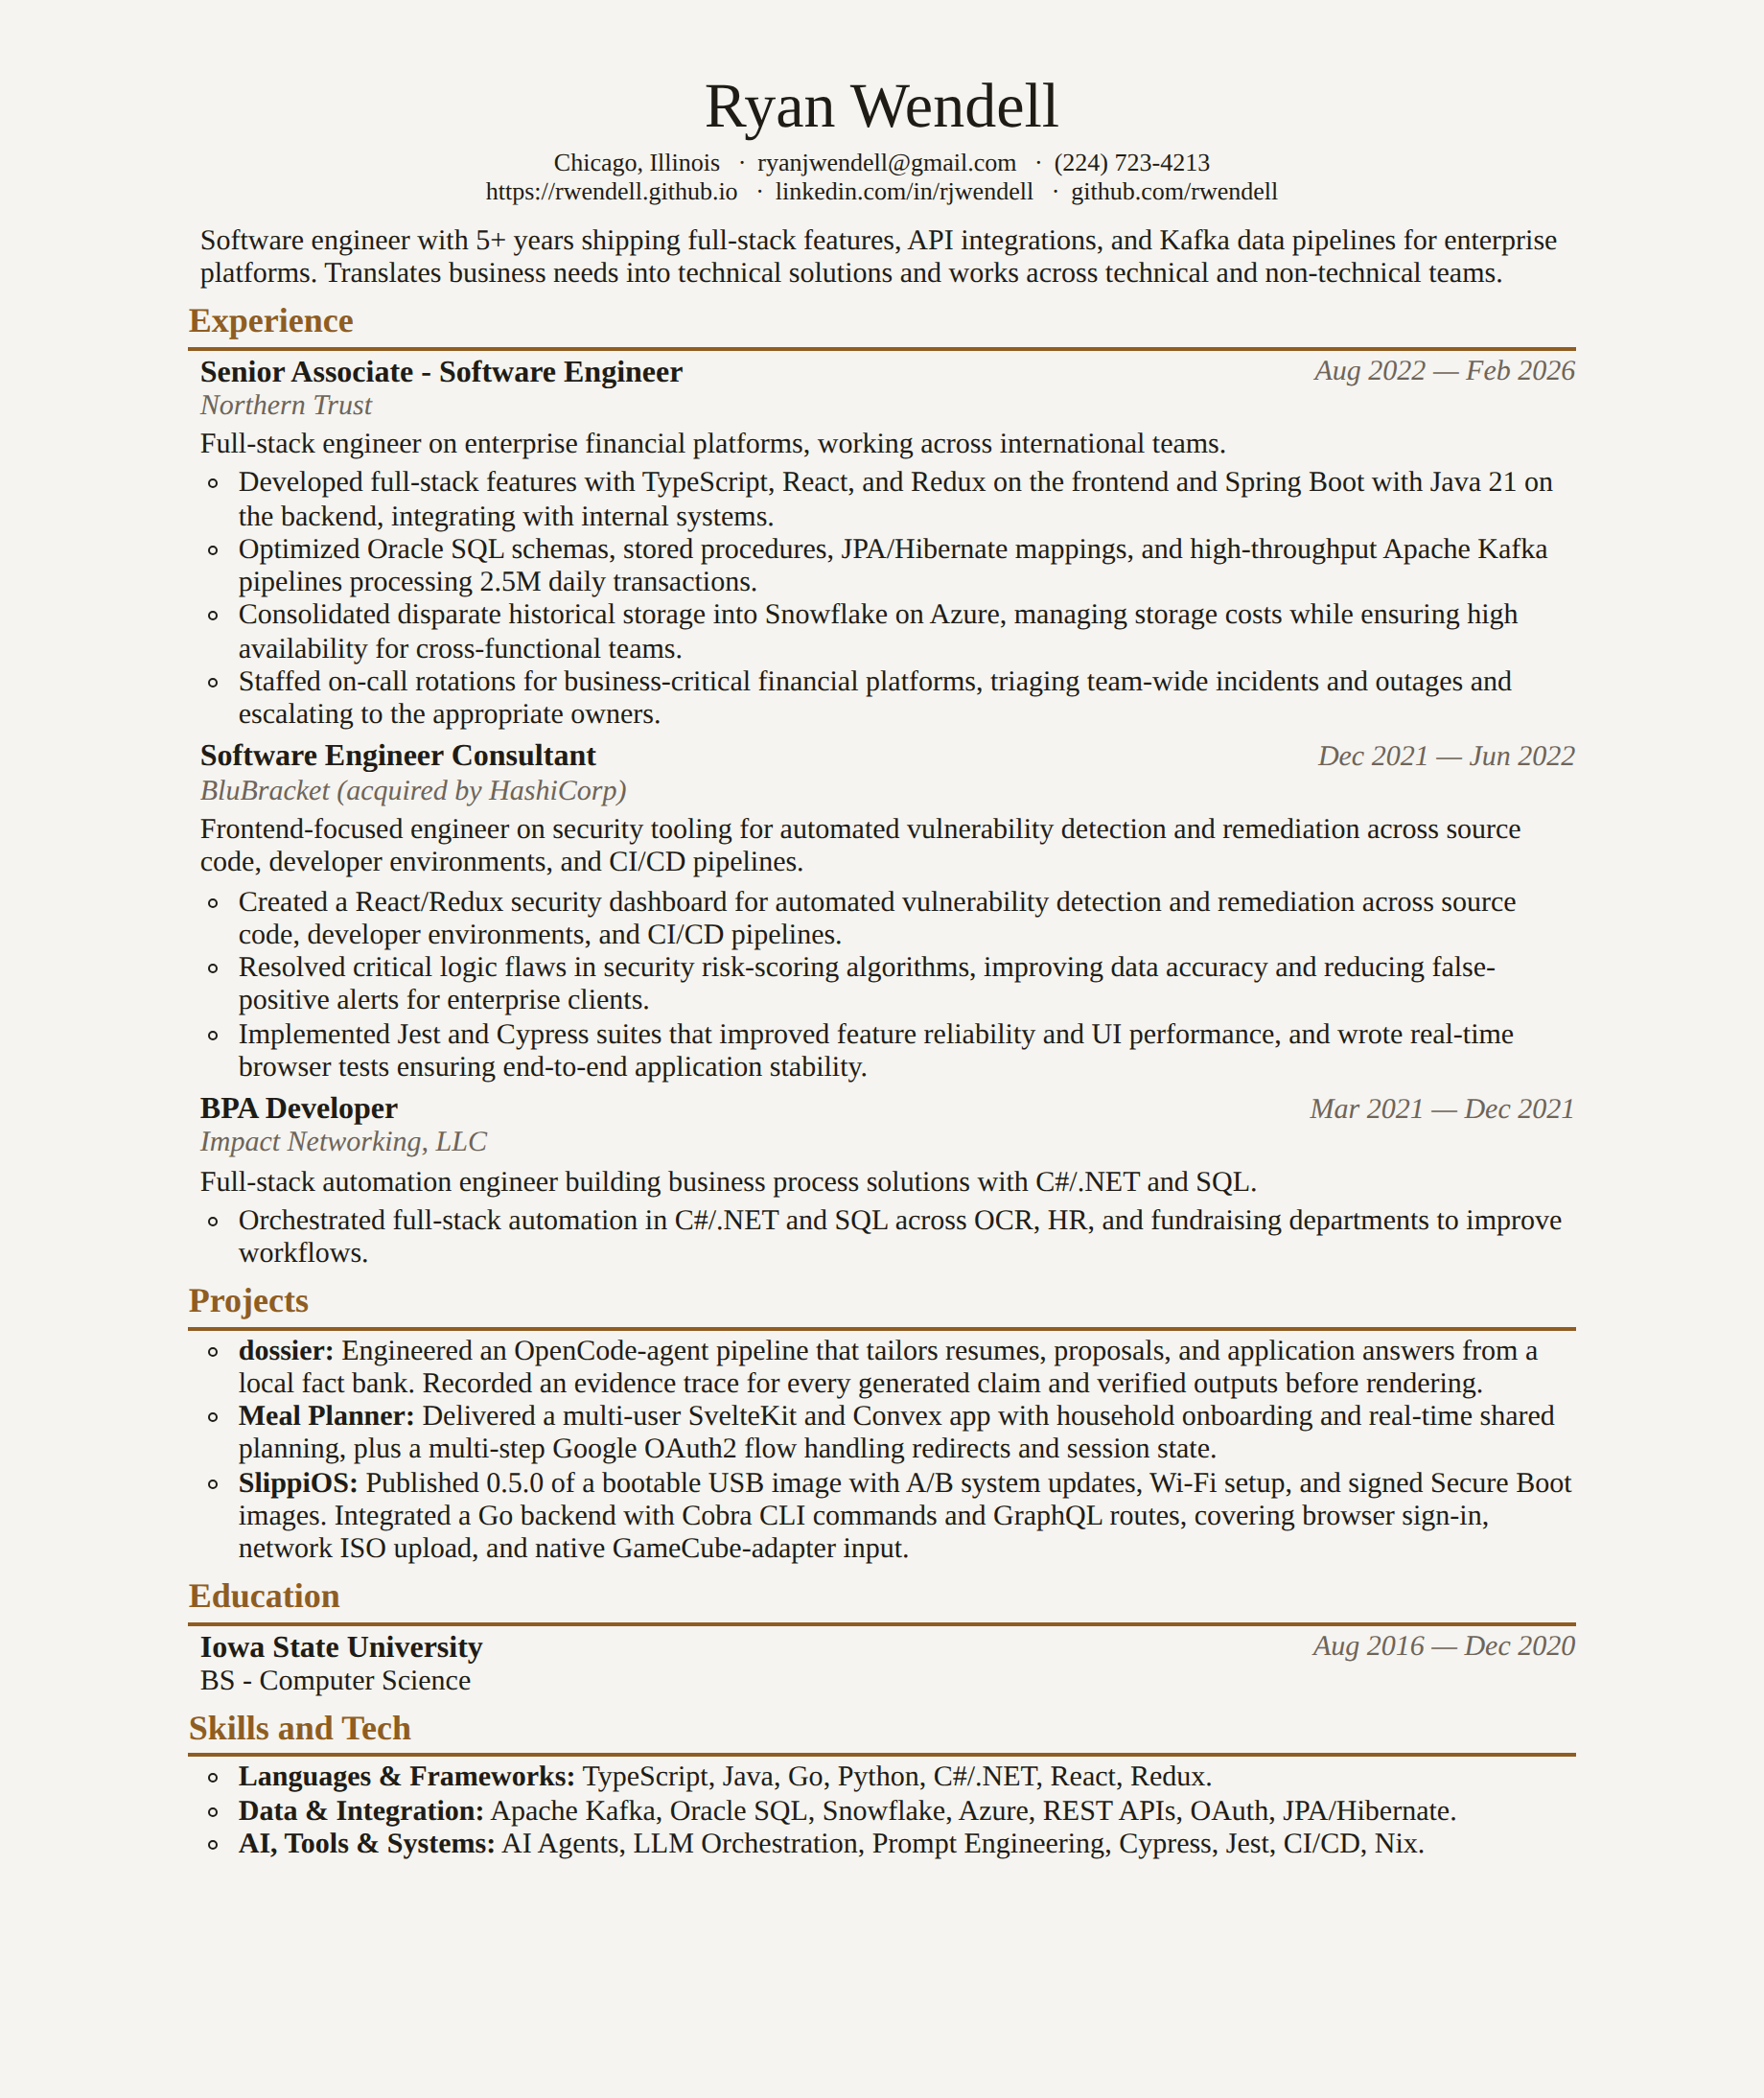 Ryan Wendell
Chicago, Illinois · ryanjwendell@gmail.com · (224) 723-4213
https://rwendell.github.io · linkedin.com/in/rjwendell · github.com/rwendell
Software engineer with 5+ years shipping full-stack features, API integrations, and Kafka data pipelines for enterprise
platforms. Translates business needs into technical solutions and works across technical and non-technical teams.
Experience
Senior Associate - Software Engineer Aug 2022 — Feb 2026
Northern Trust
Full-stack engineer on enterprise financial platforms, working across international teams.
◦ Developed full-stack features with TypeScript, React, and Redux on the frontend and Spring Boot with Java 21 on
the backend, integrating with internal systems.
◦ Optimized Oracle SQL schemas, stored procedures, JPA/Hibernate mappings, and high-throughput Apache Kafka
pipelines processing 2.5M daily transactions.
◦ Consolidated disparate historical storage into Snowflake on Azure, managing storage costs while ensuring high
availability for cross-functional teams.
◦ Staffed on-call rotations for business-critical financial platforms, triaging team-wide incidents and outages and
escalating to the appropriate owners.
Software Engineer Consultant Dec 2021 — Jun 2022
BluBracket (acquired by HashiCorp)
Frontend-focused engineer on security tooling for automated vulnerability detection and remediation across source
code, developer environments, and CI/CD pipelines.
◦ Created a React/Redux security dashboard for automated vulnerability detection and remediation across source
code, developer environments, and CI/CD pipelines.
◦ Resolved critical logic flaws in security risk-scoring algorithms, improving data accuracy and reducing false-
positive alerts for enterprise clients.
◦ Implemented Jest and Cypress suites that improved feature reliability and UI performance, and wrote real-time
browser tests ensuring end-to-end application stability.
BPA Developer Mar 2021 — Dec 2021
Impact Networking, LLC
Full-stack automation engineer building business process solutions with C#/.NET and SQL.
◦ Orchestrated full-stack automation in C#/.NET and SQL across OCR, HR, and fundraising departments to improve
workflows.
Projects
◦ dossier: Engineered an OpenCode-agent pipeline that tailors resumes, proposals, and application answers from a
local fact bank. Recorded an evidence trace for every generated claim and verified outputs before rendering.
◦ Meal Planner: Delivered a multi-user SvelteKit and Convex app with household onboarding and real-time shared
planning, plus a multi-step Google OAuth2 flow handling redirects and session state.
◦ SlippiOS: Published 0.5.0 of a bootable USB image with A/B system updates, Wi-Fi setup, and signed Secure Boot
images. Integrated a Go backend with Cobra CLI commands and GraphQL routes, covering browser sign-in,
network ISO upload, and native GameCube-adapter input.
Education
Iowa State University Aug 2016 — Dec 2020
BS - Computer Science
Skills and Tech
◦ Languages & Frameworks: TypeScript, Java, Go, Python, C#/.NET, React, Redux.
◦ Data & Integration: Apache Kafka, Oracle SQL, Snowflake, Azure, REST APIs, OAuth, JPA/Hibernate.
◦ AI, Tools & Systems: AI Agents, LLM Orchestration, Prompt Engineering, Cypress, Jest, CI/CD, Nix.